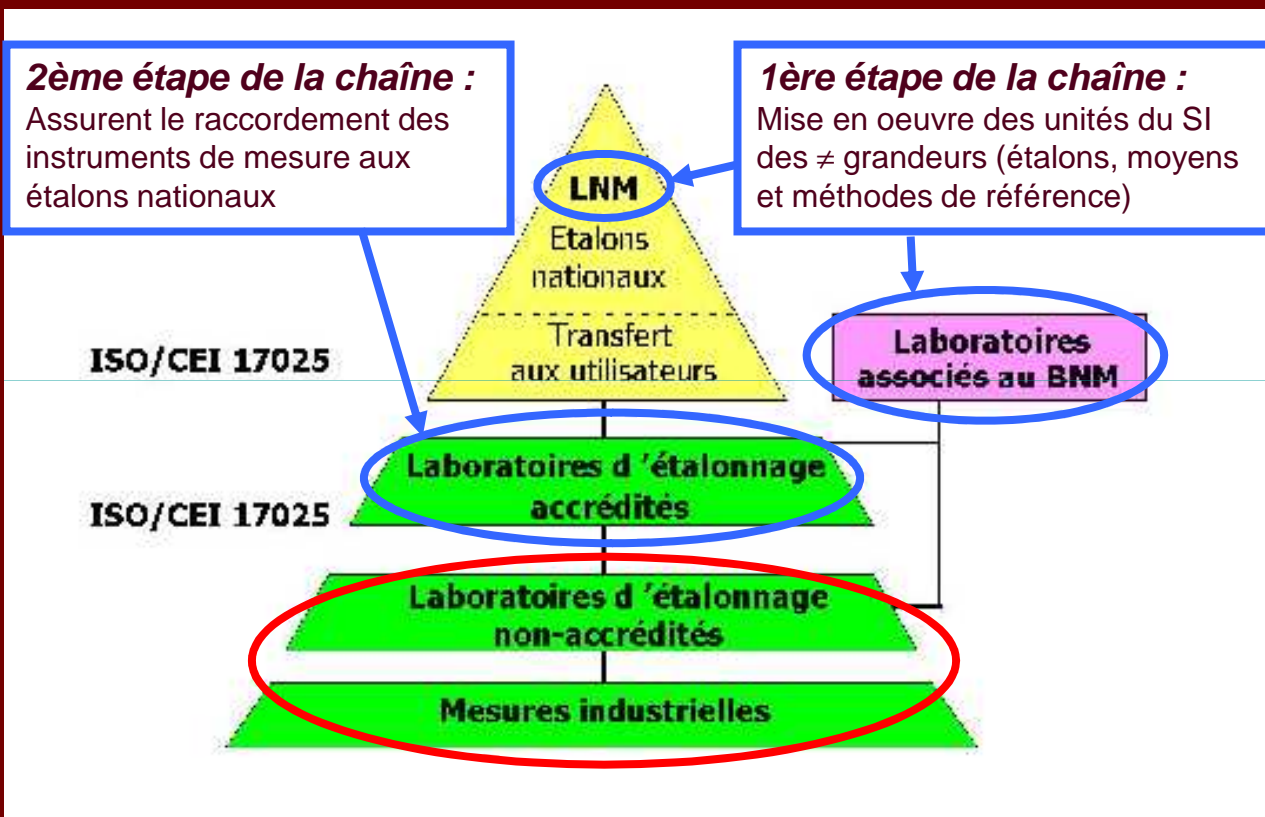 2ème étape de la chaîne :
Assurent le raccordement des
instruments de mesure aux
étalons nationaux
1ère étape de la chaîne :
Mise en oeuvre des unités du SI
des ≠ grandeurs (étalons, moyens
et méthodes de référence)
LNM
Etalons
nationaux
Transfert
aux utilisateurs
ISO/CEI 17025
Laboratoires
associés au BNM
Laboratoires d ’étalonnage
accrédités
ISO/CEI 17025
Laboratoires d ’étalonnage
non-accrédités
Mesures industrielles